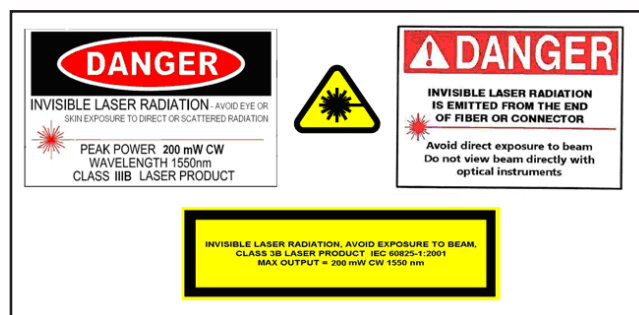 DANGER
INVISIBLE LASER RADIATION - AVOID EYE OR
SKIN EXPOSURE TO DIRECT OR SCATTERED RADIATION
PEAK POWER 200 mW CW
WAVELENGTH 1550nm
CLASS IIIB LASER PRODUCT
DANGER
INVISIBLE LASER RADIATION
IS EMITTED FROM THE END
OF FIBER OR CONNECTOR
Avoid direct exposure to beam
Do not view beam directly with
optical instruments
INVISIBLE LASER RADIATION, AVOID EXPOSURE TO BEAM,
CLASS 3B LASER PRODUCT IEC 60825-1:2001
MAX OUTPUT = 200 mW CW 1550 nm